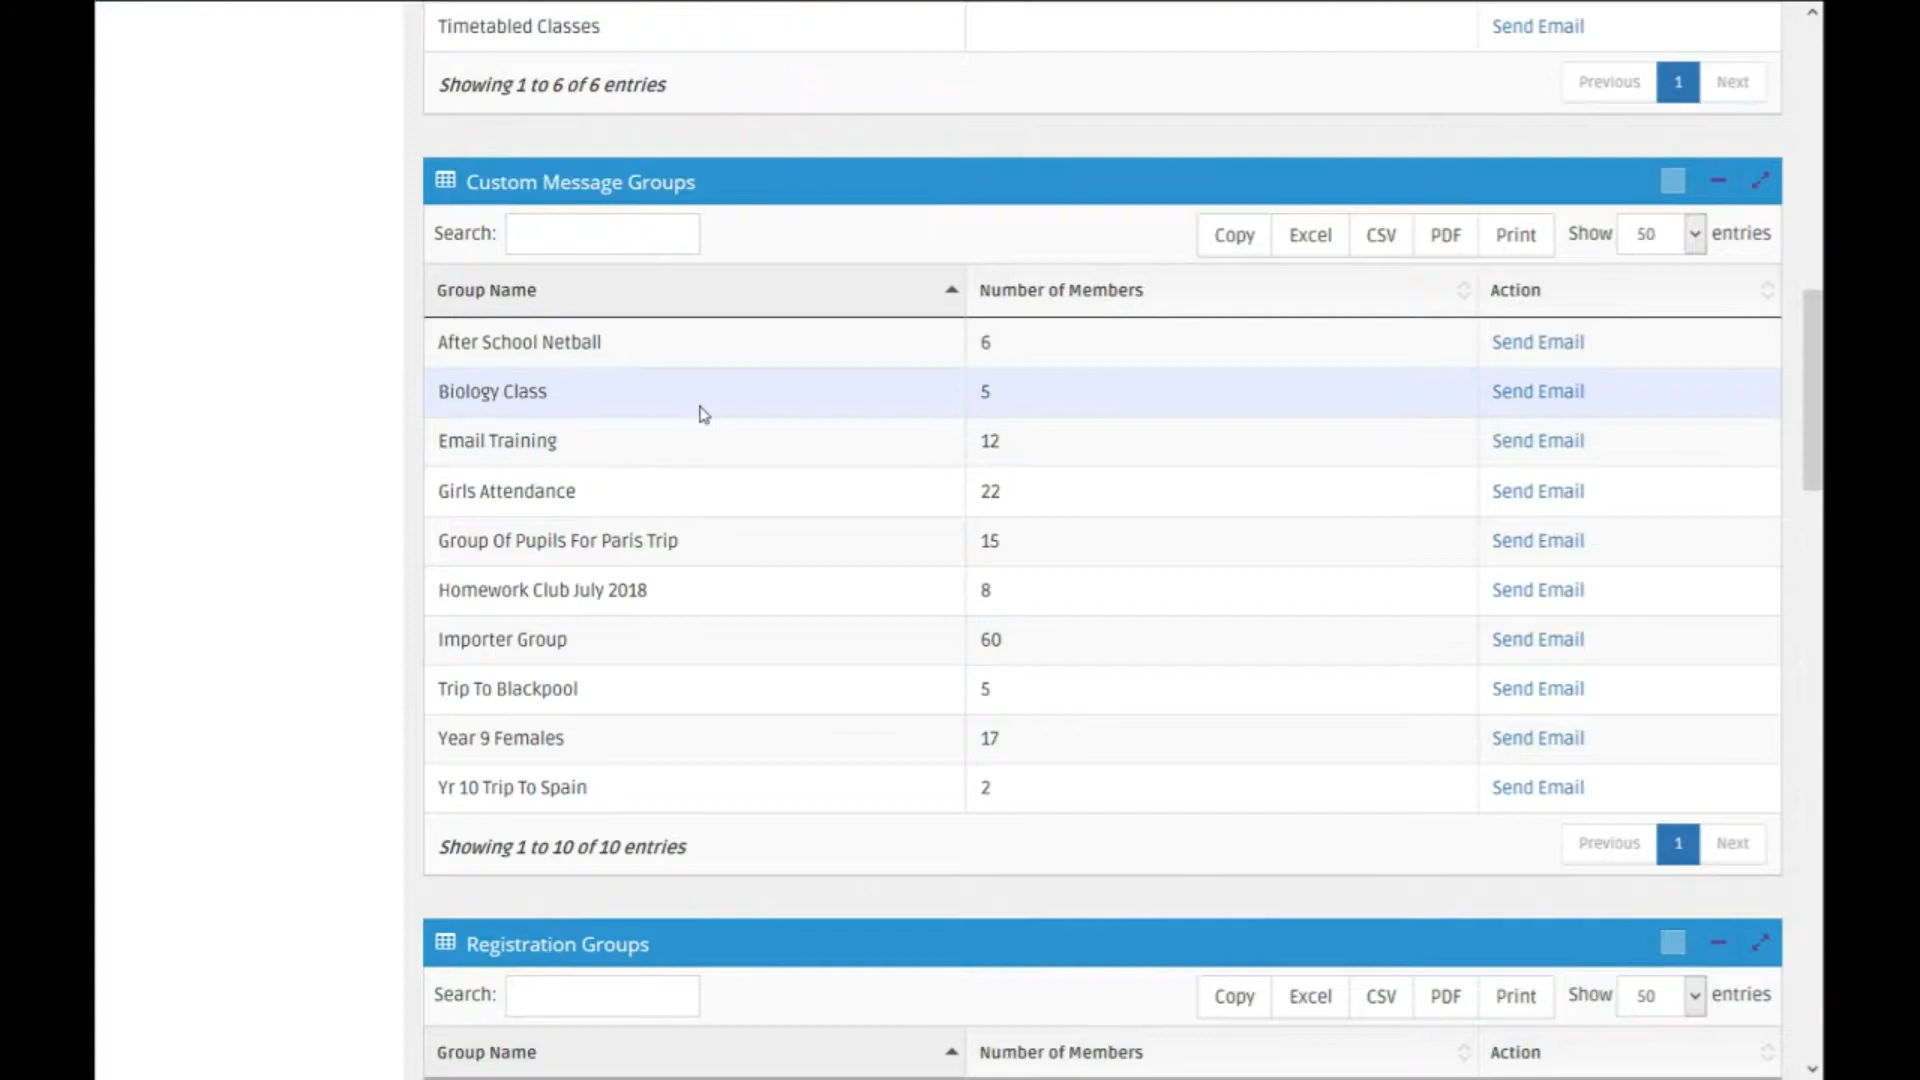 Timetabled Classes Send Email
Showing 1 to 6 of 6 entries Previous 1 Next
Custom Message Groups
Search: Copy Excel CSV PDF Print Show 50 entries
Group Name Number of Members Action
After School Netball 6 Send Email
Biology Class 5 Send Email
Email Training 12 Send Email
Girls Attendance 22 Send Email
Group Of Pupils For Paris Trip 15 Send Email
Homework Club July 2018 8 Send Email
Importer Group 60 Send Email
Trip To Blackpool 5 Send Email
Year 9 Females 17 Send Email
Yr 10 Trip To Spain 2 Send Email
Showing 1 to 10 of 10 entries Previous 1 Next
Registration Groups
Search: Copy Excel CSV PDF Print Show 50 entries
Group Name Number of Members Action